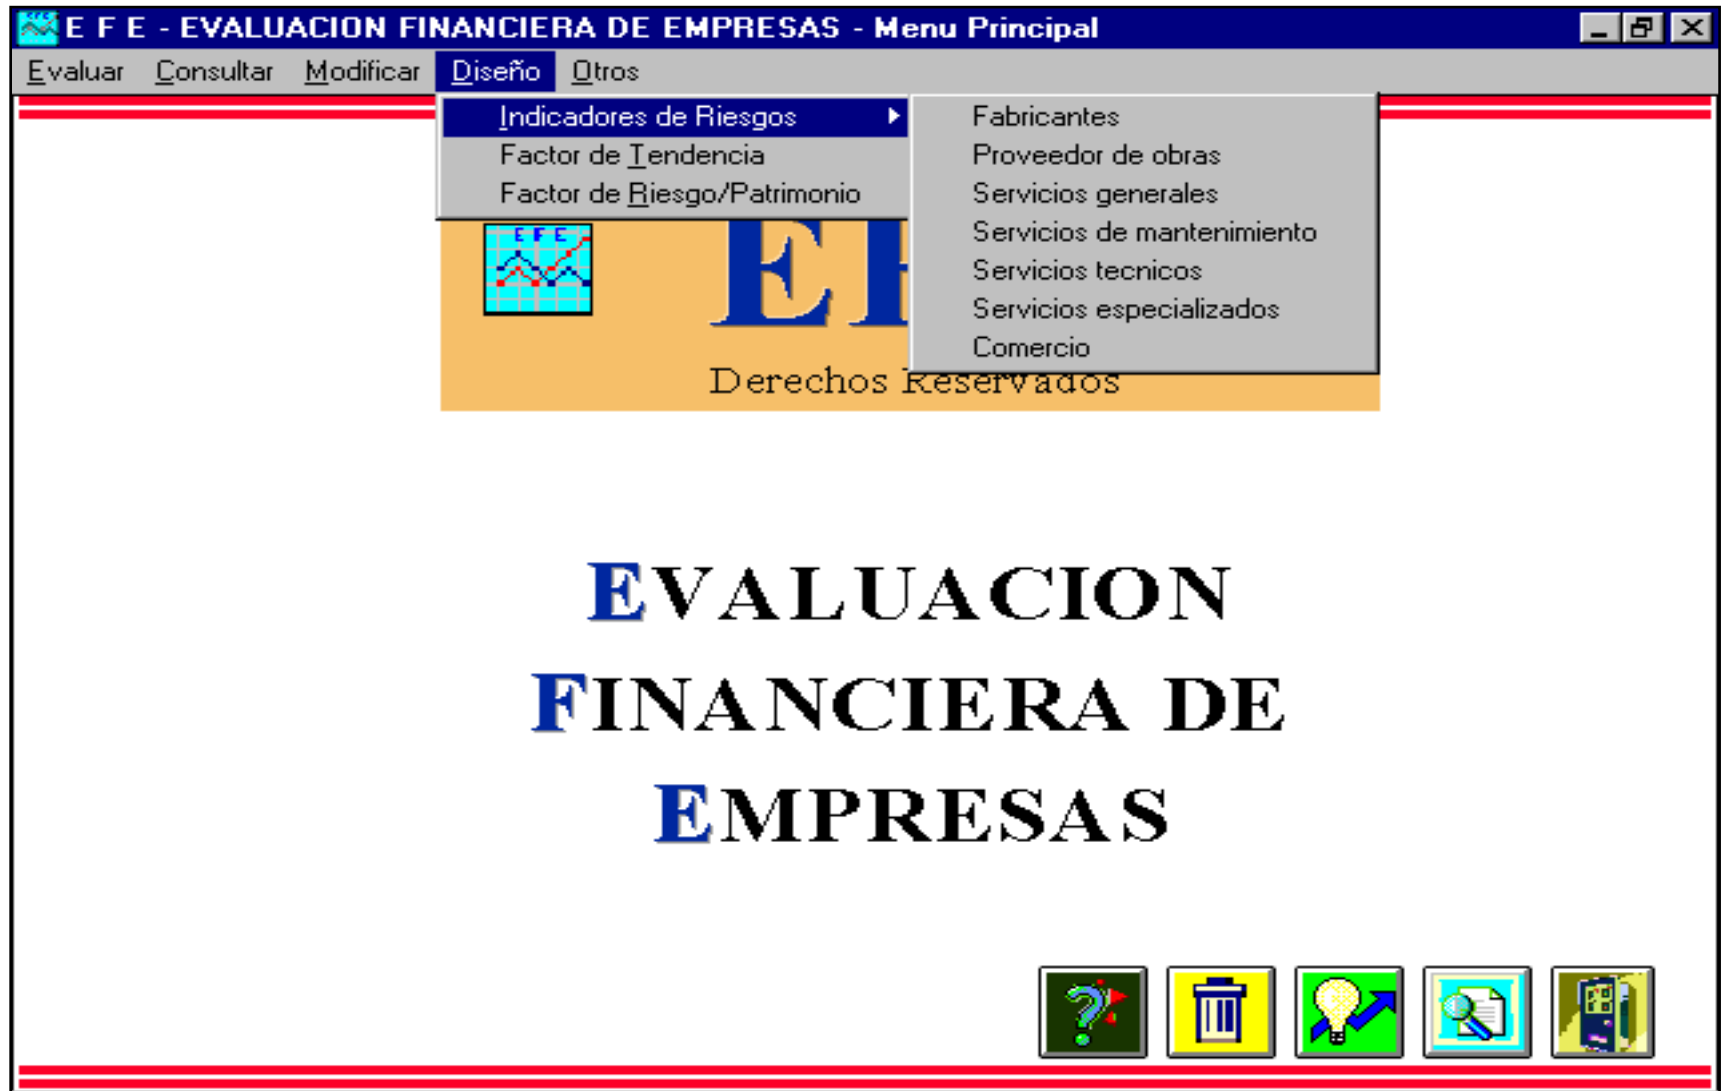 E F E - EVALUACION FINANCIERA DE EMPRESAS - Menu Principal
Evaluar Consultar Modificar Diseño Otros
Indicadores de Riesgos
Factor de Tendencia
Factor de Riesgo/Patrimonio
Fabricantes
Proveedor de obras
Servicios generales
Servicios de mantenimiento
Servicios tecnicos
Servicios especializados
Comercio
E F E
Derechos Reservados
EVALUACION
FINANCIERA DE
EMPRESAS